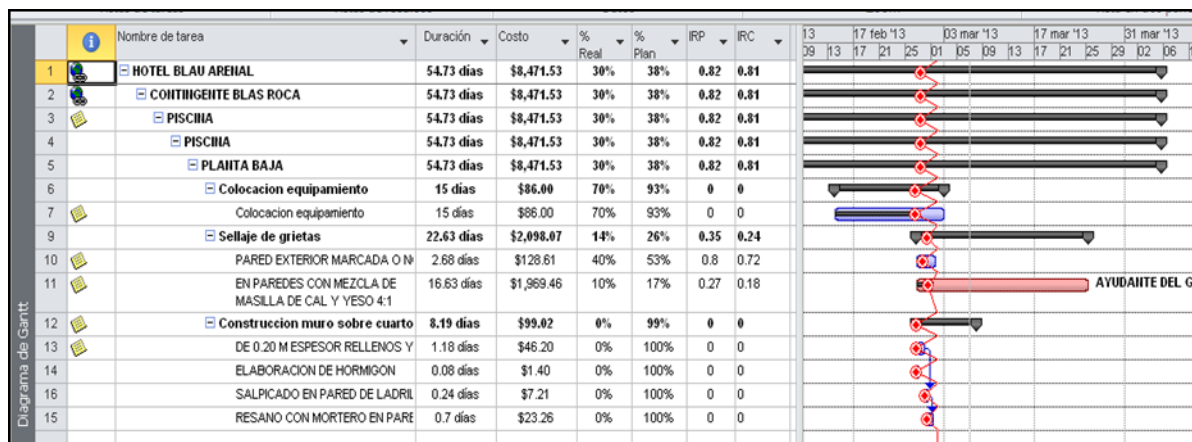 Nombre de tarea Duración Costo % Real % Plan IRP IRC
13 17 feb '13 03 mar '13 17 mar '13 31 mar '13
09 13 17 21 25 01 05 09 13 17 21 25 29 02 06
1 HOTEL BLAU ARENAL 54.73 días $8,471.53 30% 38% 0.82 0.81
2 CONTINGENTE BLAS ROCA 54.73 días $8,471.53 30% 38% 0.82 0.81
3 PISCINA 54.73 días $8,471.53 30% 38% 0.82 0.81
4 PISCINA 54.73 días $8,471.53 30% 38% 0.82 0.81
5 PLANTA BAJA 54.73 días $8,471.53 30% 38% 0.82 0.81
6 Colocacion equipamiento 15 días $86.00 70% 93% 0 0
7 Colocacion equipamiento 15 días $86.00 70% 93% 0 0
9 Sellaje de grietas 22.63 días $2,098.07 14% 26% 0.35 0.24
10 PARED EXTERIOR MARCADA O 2.68 días $128.61 40% 53% 0.8 0.72
11 EN PAREDES CON MEZCLA DE 16.63 días $1,969.46 10% 17% 0.27 0.18 AYUDANTE DEL G
MASILLA DE CAL Y YESO 4:1
12 Construccion muro sobre cuarto 8.19 días $99.02 0% 99% 0 0
13 DE 0.20 M ESPESOR RELLENOS Y 1.18 días $46.20 0% 100% 0 0
14 ELABORACION DE HORMIGON 0.08 días $1.40 0% 100% 0 0
16 SALPICADO EN PARED DE LADRIL 0.24 días $7.21 0% 100% 0 0
15 RESANO CON MORTERO EN PARE 0.7 días $23.26 0% 100% 0 0
Diagrama de Gantt